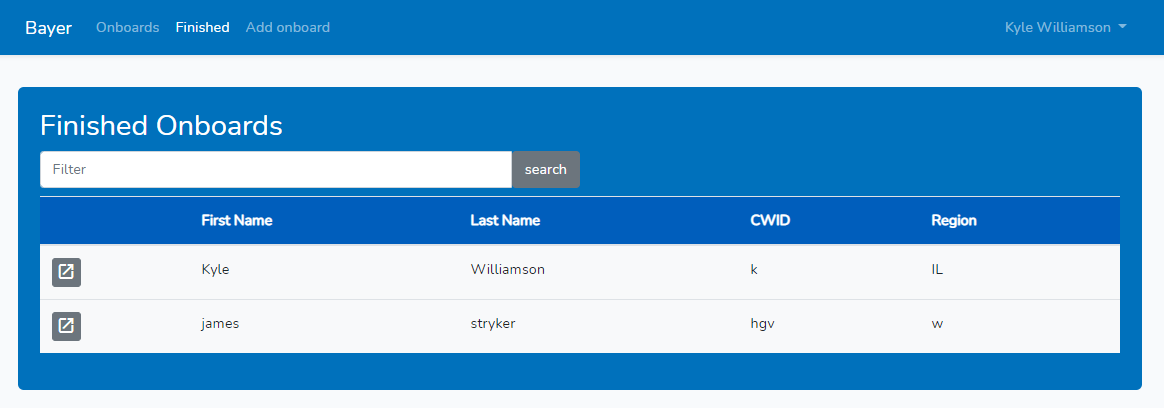 Bayer Onboards Finished Add onboard Kyle Williamson
Finished Onboards
Filter search
First Name Last Name CWID Region
Kyle Williamson k IL
james stryker hgv w